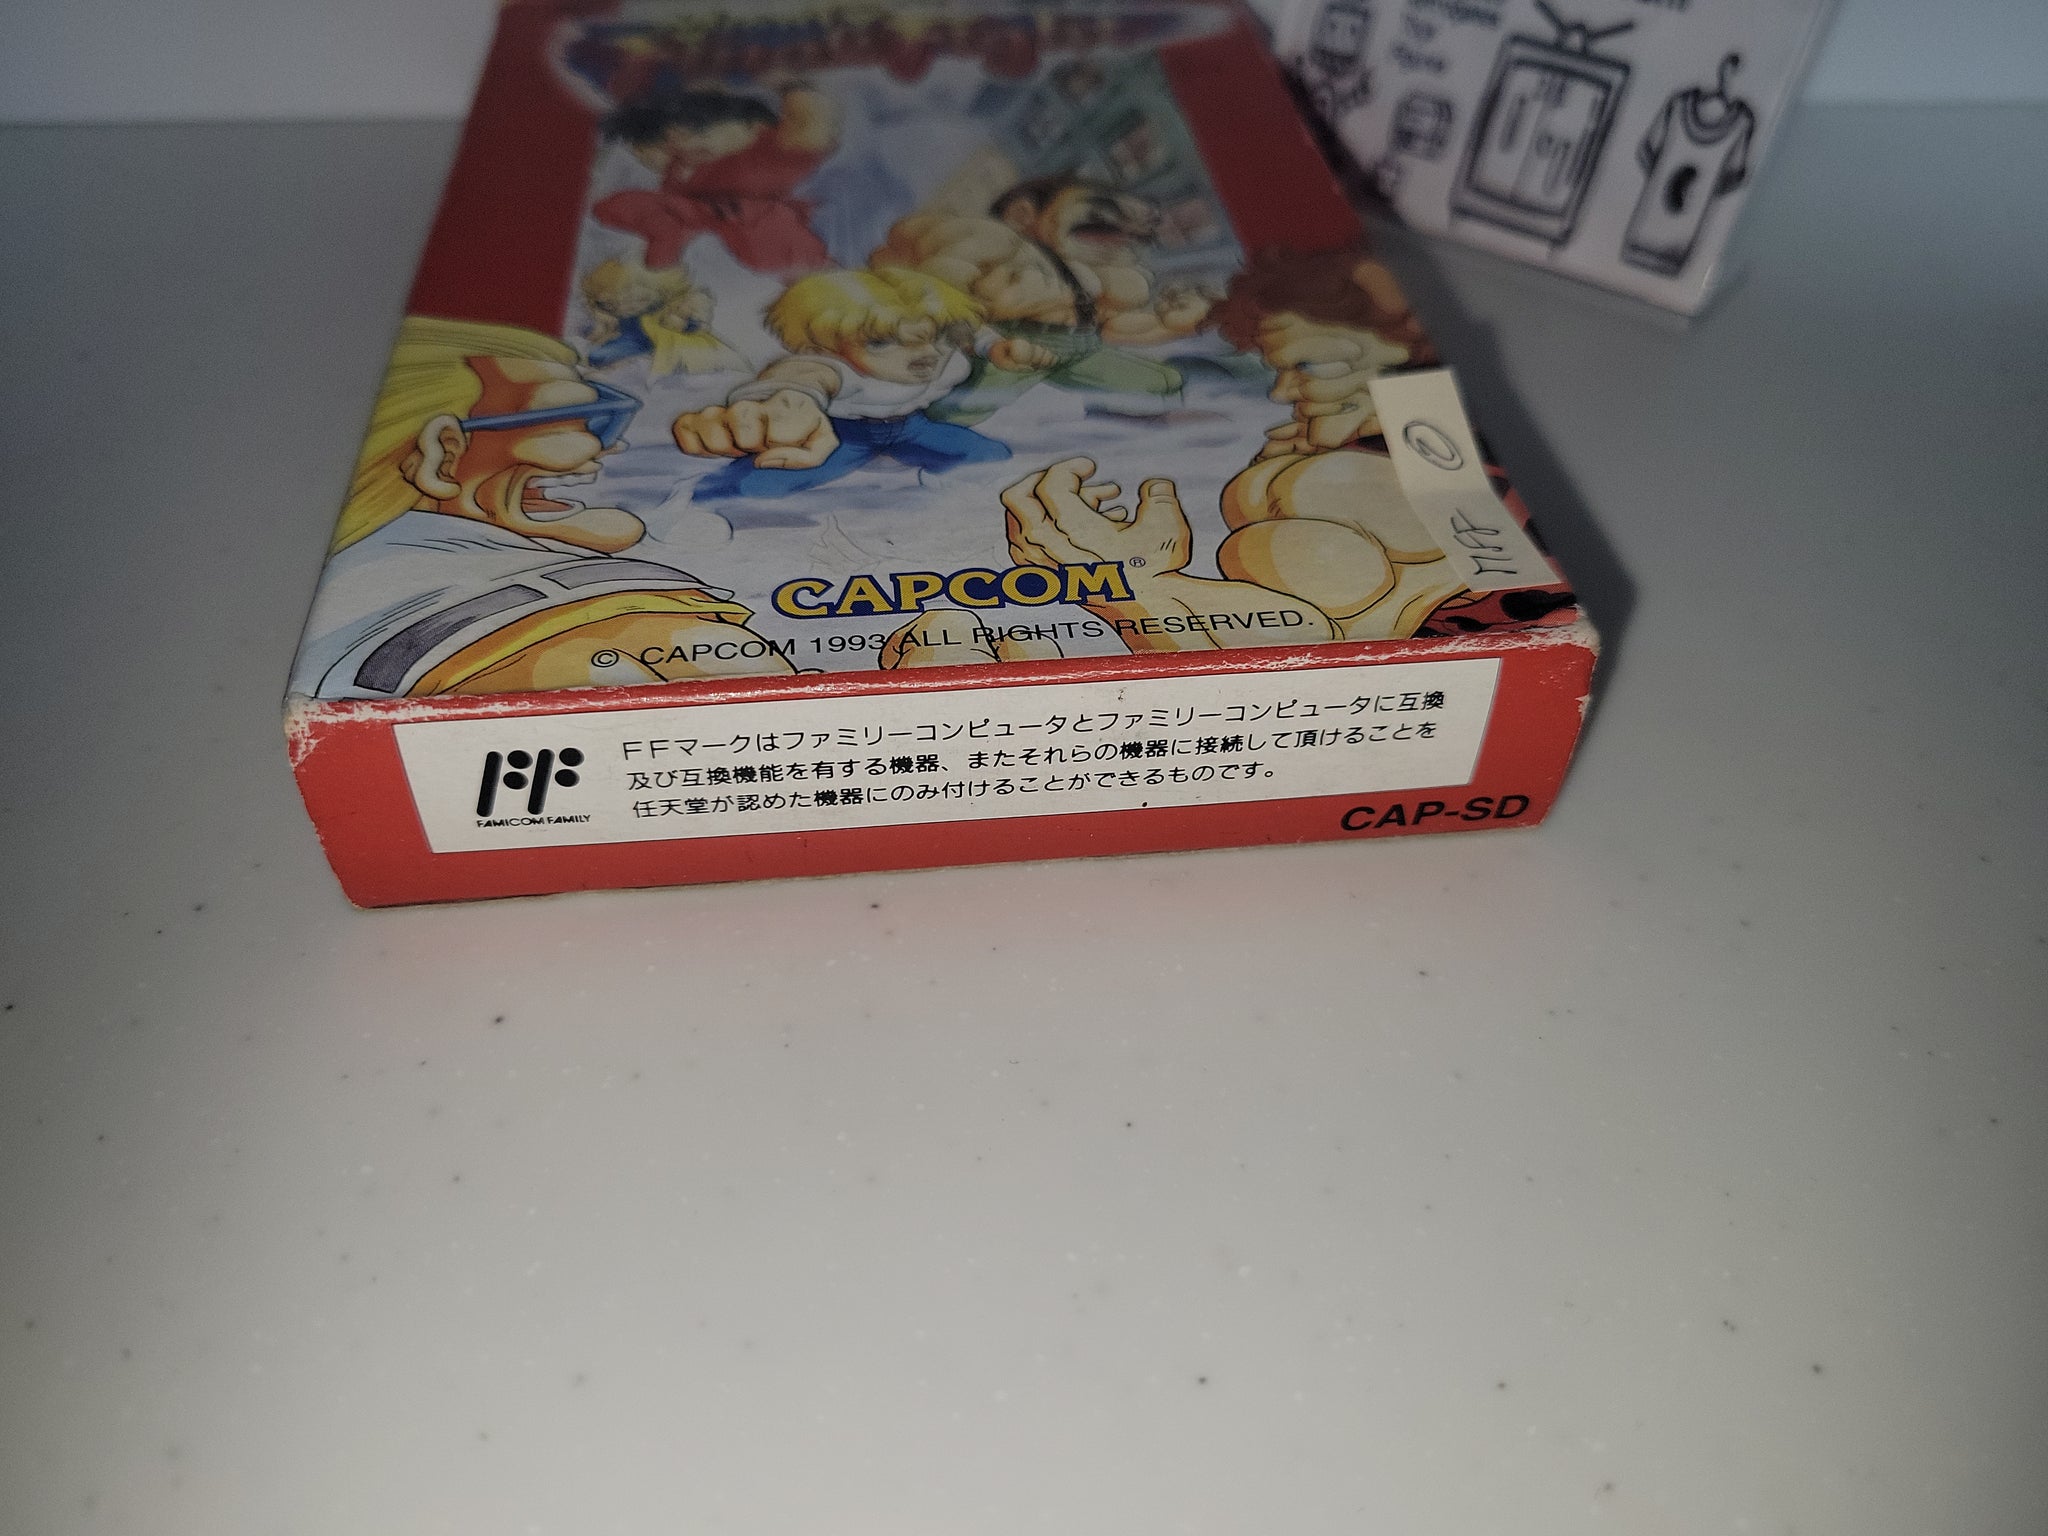 CAPCOM®
© CAPCOM 1993 ALL RIGHTS RESERVED.
FAMICOM FAMILY
FFマークはファミリーコンピュータとファミリーコンピュータに互換
及び互換機能を有する機器、またそれらの機器に接続して頂けることを
任天堂が認めた機器にのみ付けることができるものです。
CAP-SD